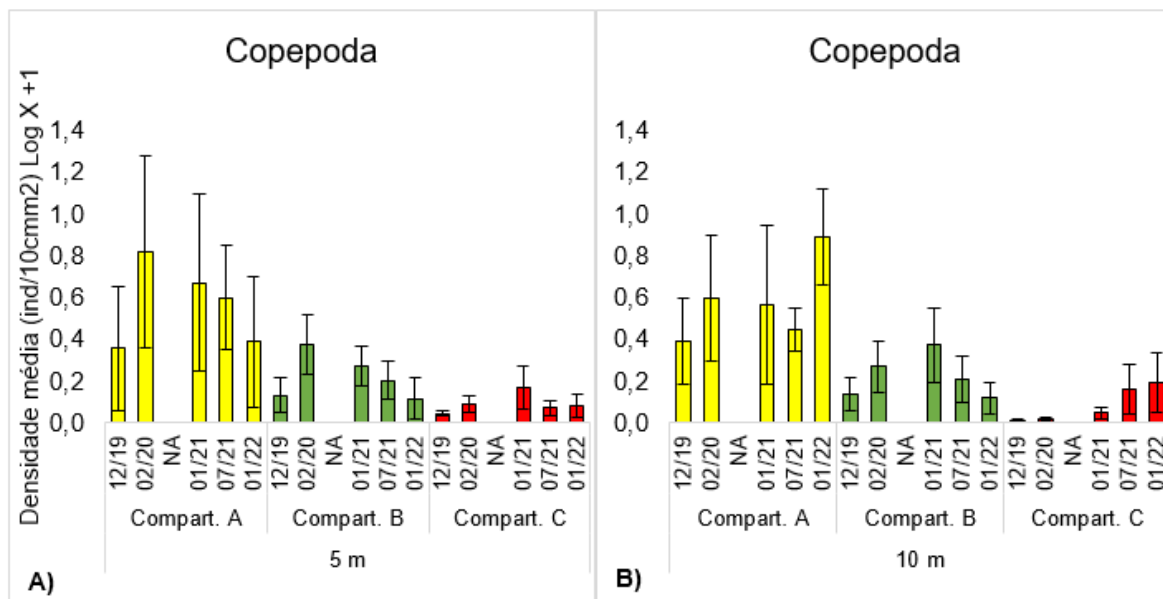 Copepoda
Densidade média (ind/10cmm2) Log X +1
1,4
1,2
1,0
0,8
0,6
0,4
0,2
0,0
12/19 02/20 NA 01/21 07/21 01/22 12/19 02/20 NA 01/21 07/21 01/22 12/19 02/20 NA 01/21 07/21 01/22
Compart. A Compart. B Compart. C
5 m
A)
Copepoda
1,4
1,2
1,0
0,8
0,6
0,4
0,2
0,0
12/19 02/20 NA 01/21 07/21 01/22 12/19 02/20 NA 01/21 07/21 01/22 12/19 02/20 NA 01/21 07/21 01/22
Compart. A Compart. B Compart. C
10 m
B)